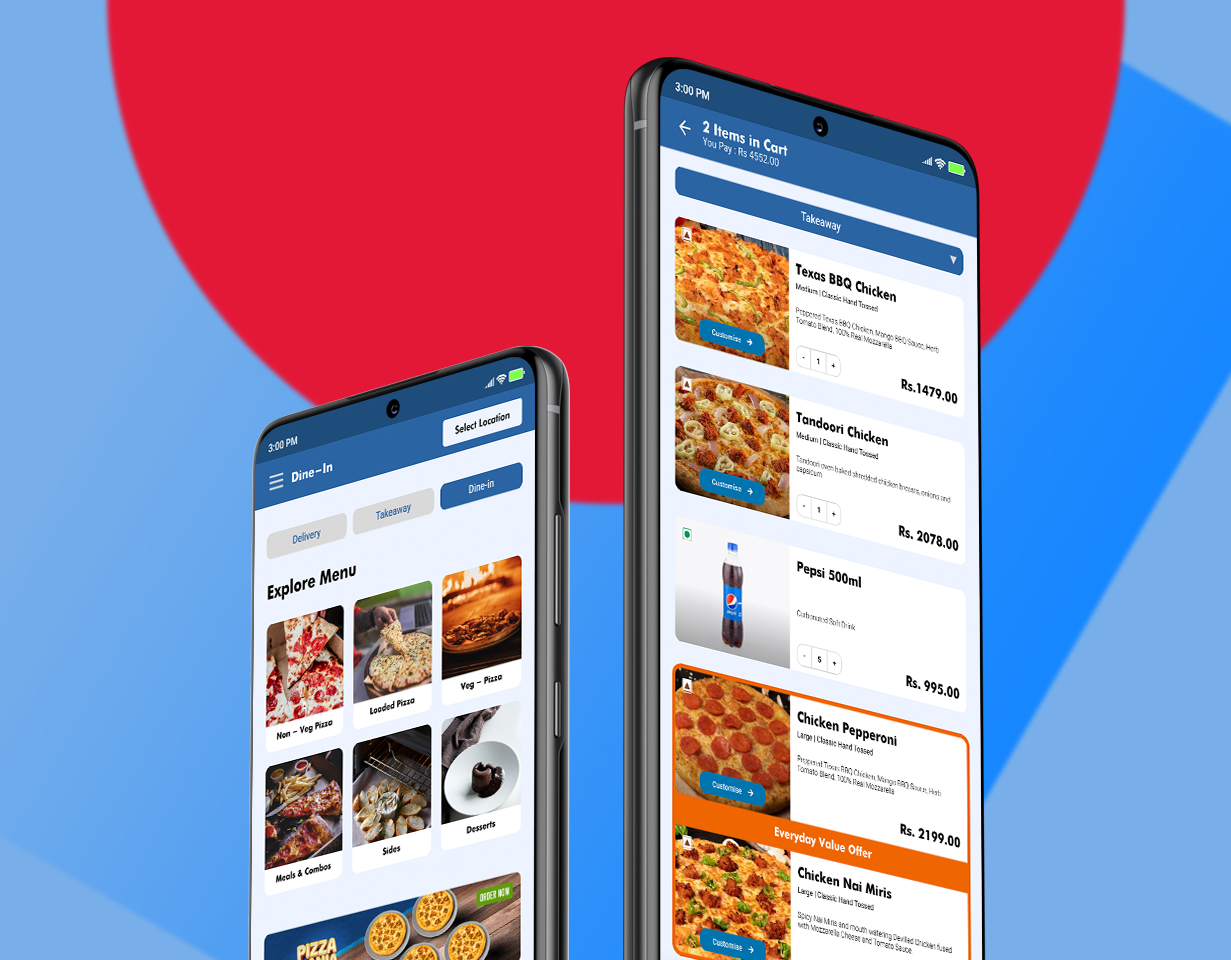 3:00 PM
Dine-In
Select Location
Delivery
Takeaway
Dine-in
Explore Menu
Non - Veg Pizza
Loaded Pizza
Veg - Pizza
Meals & Combos
Sides
Desserts
ORDER NOW
PIZZA
3:00 PM
2 Items in Cart
You Pay : Rs 4552.00
Takeaway
Texas BBQ Chicken
Medium | Classic Hand Tossed
Peppered Texas BBQ Chicken, Mango BBQ Sauce, Herb
Tomato Blend, 100% Real Mozzarella
Customise →
- 1 +
Rs.1479.00
Tandoori Chicken
Medium | Classic Hand Tossed
Tandoori oven baked shredded chicken breasts, onions and
capsicum
Customise →
- 1 +
Rs. 2078.00
Pepsi 500ml
Carbonated Soft Drink
- 5 +
Rs. 995.00
Chicken Pepperoni
Large | Classic Hand Tossed
Peppered Texas BBQ Chicken, Mango BBQ Sauce, Herb
Tomato Blend, 100% Real Mozzarella
Customise →
Rs. 2199.00
Everyday Value Offer
Chicken Nai Miris
Large | Classic Hand Tossed
Spicy Nai Miris and mouth watering Devilled Chicken fused
with Mozzarella Cheese and Tomato Sauce
Customise →